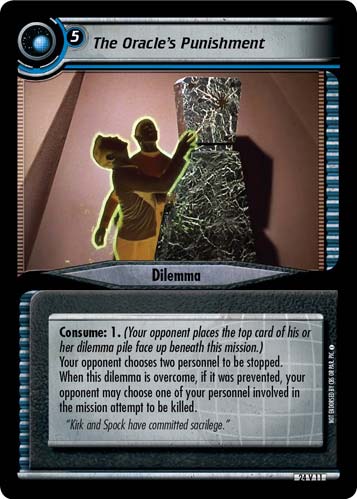 5
The Oracle's Punishment
Dilemma
Consume: 1. (Your opponent places the top card of his or
her dilemma pile face up beneath this mission.)
Your opponent chooses two personnel to be stopped.
When this dilemma is overcome, if it was prevented, your
opponent may choose one of your personnel involved in
the mission attempt to be killed.
"Kirk and Spock have committed sacrilege."
NOT ENDORSED BY CBS OR PAR. PIC.
24 V 11